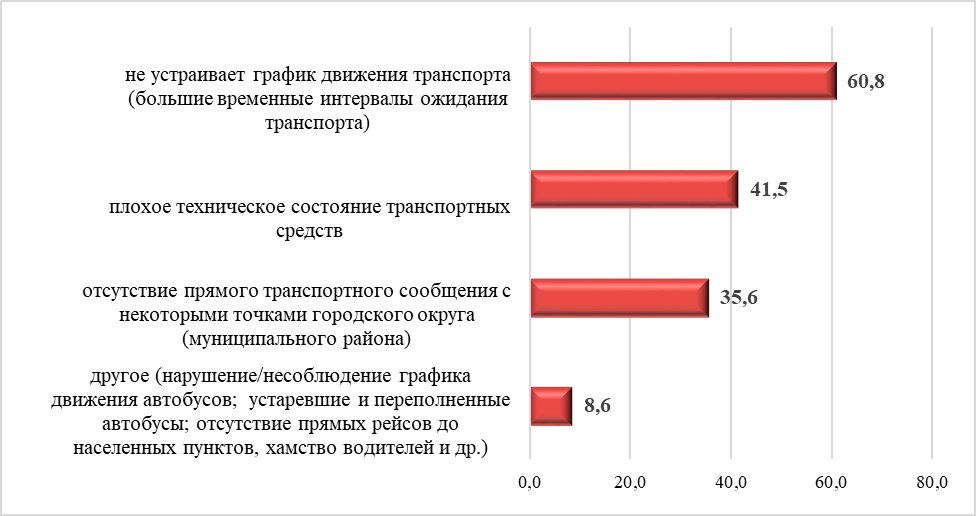 не устраивает график движения транспорта
(большие временные интервалы ожидания
транспорта)
60,8
плохое техническое состояние транспортных
средств
41,5
отсутствие прямого транспортного сообщения с
некоторыми точками городского округа
(муниципального района)
35,6
другое (нарушение/несоблюдение графика
движения автобусов;  устаревшие и переполненные
автобусы; отсутствие прямых рейсов до
населенных пунктов, хамство водителей и др.)
8,6
0,0 20,0 40,0 60,0 80,0